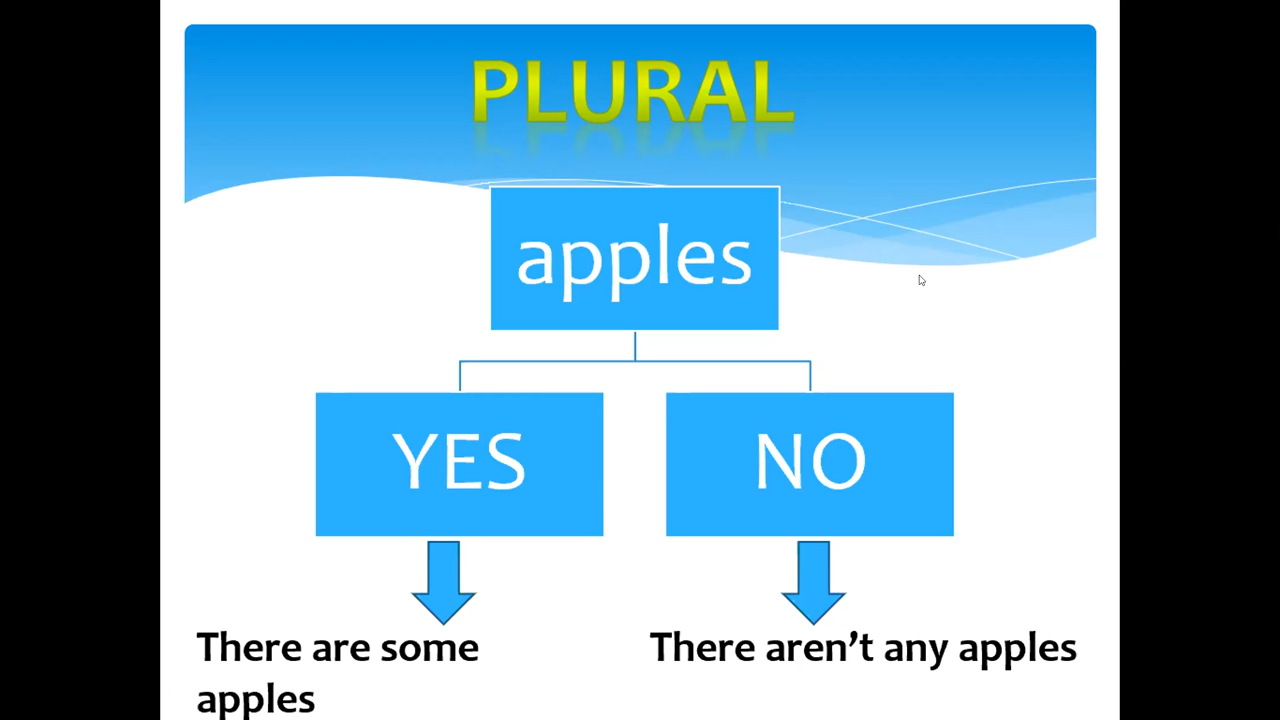 PLURAL
apples
YES
NO
There are some
apples
There aren’t any apples